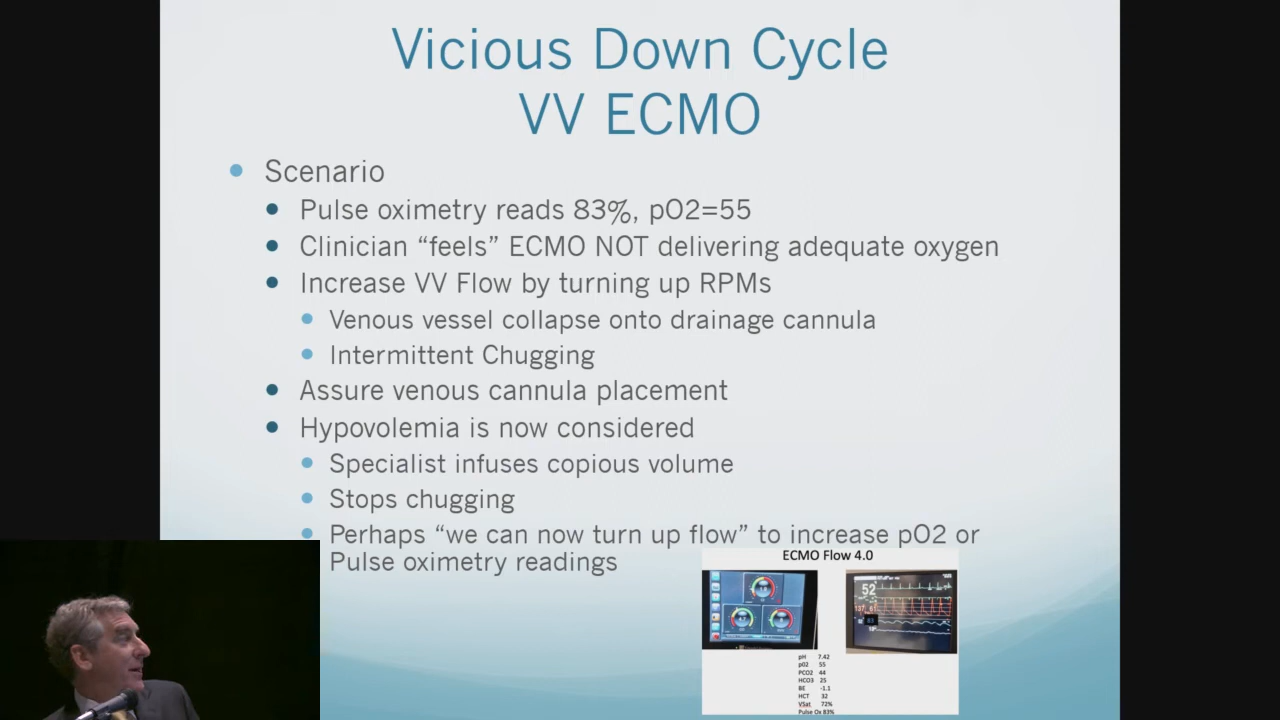 Vicious Down Cycle
VV ECMO
Scenario
Pulse oximetry reads 83%, pO2=55
Clinician “feels” ECMO NOT delivering adequate oxygen
Increase VV Flow by turning up RPMs
Venous vessel collapse onto drainage cannula
Intermittent Chugging
Assure venous cannula placement
Hypovolemia is now considered
Specialist infuses copious volume
Stops chugging
Perhaps “we can now turn up flow” to increase pO2 or
Pulse oximetry readings
ECMO Flow 4.0
52
83
pH 7.42
pO2 55
PCO2 44
HCO3 25
BE -1.1
HCT 32
VSat 72%
Pulse Ox 83%